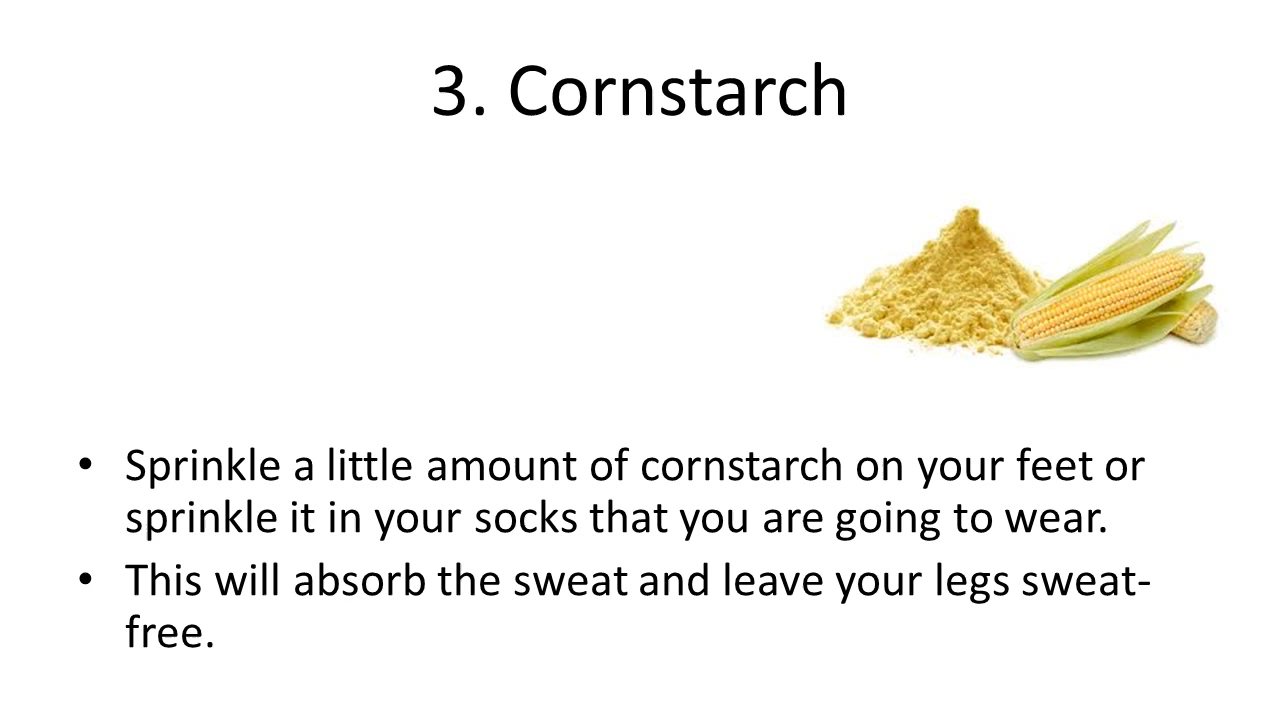 3. Cornstarch
• Sprinkle a little amount of cornstarch on your feet or
sprinkle it in your socks that you are going to wear.
• This will absorb the sweat and leave your legs sweat-
free.